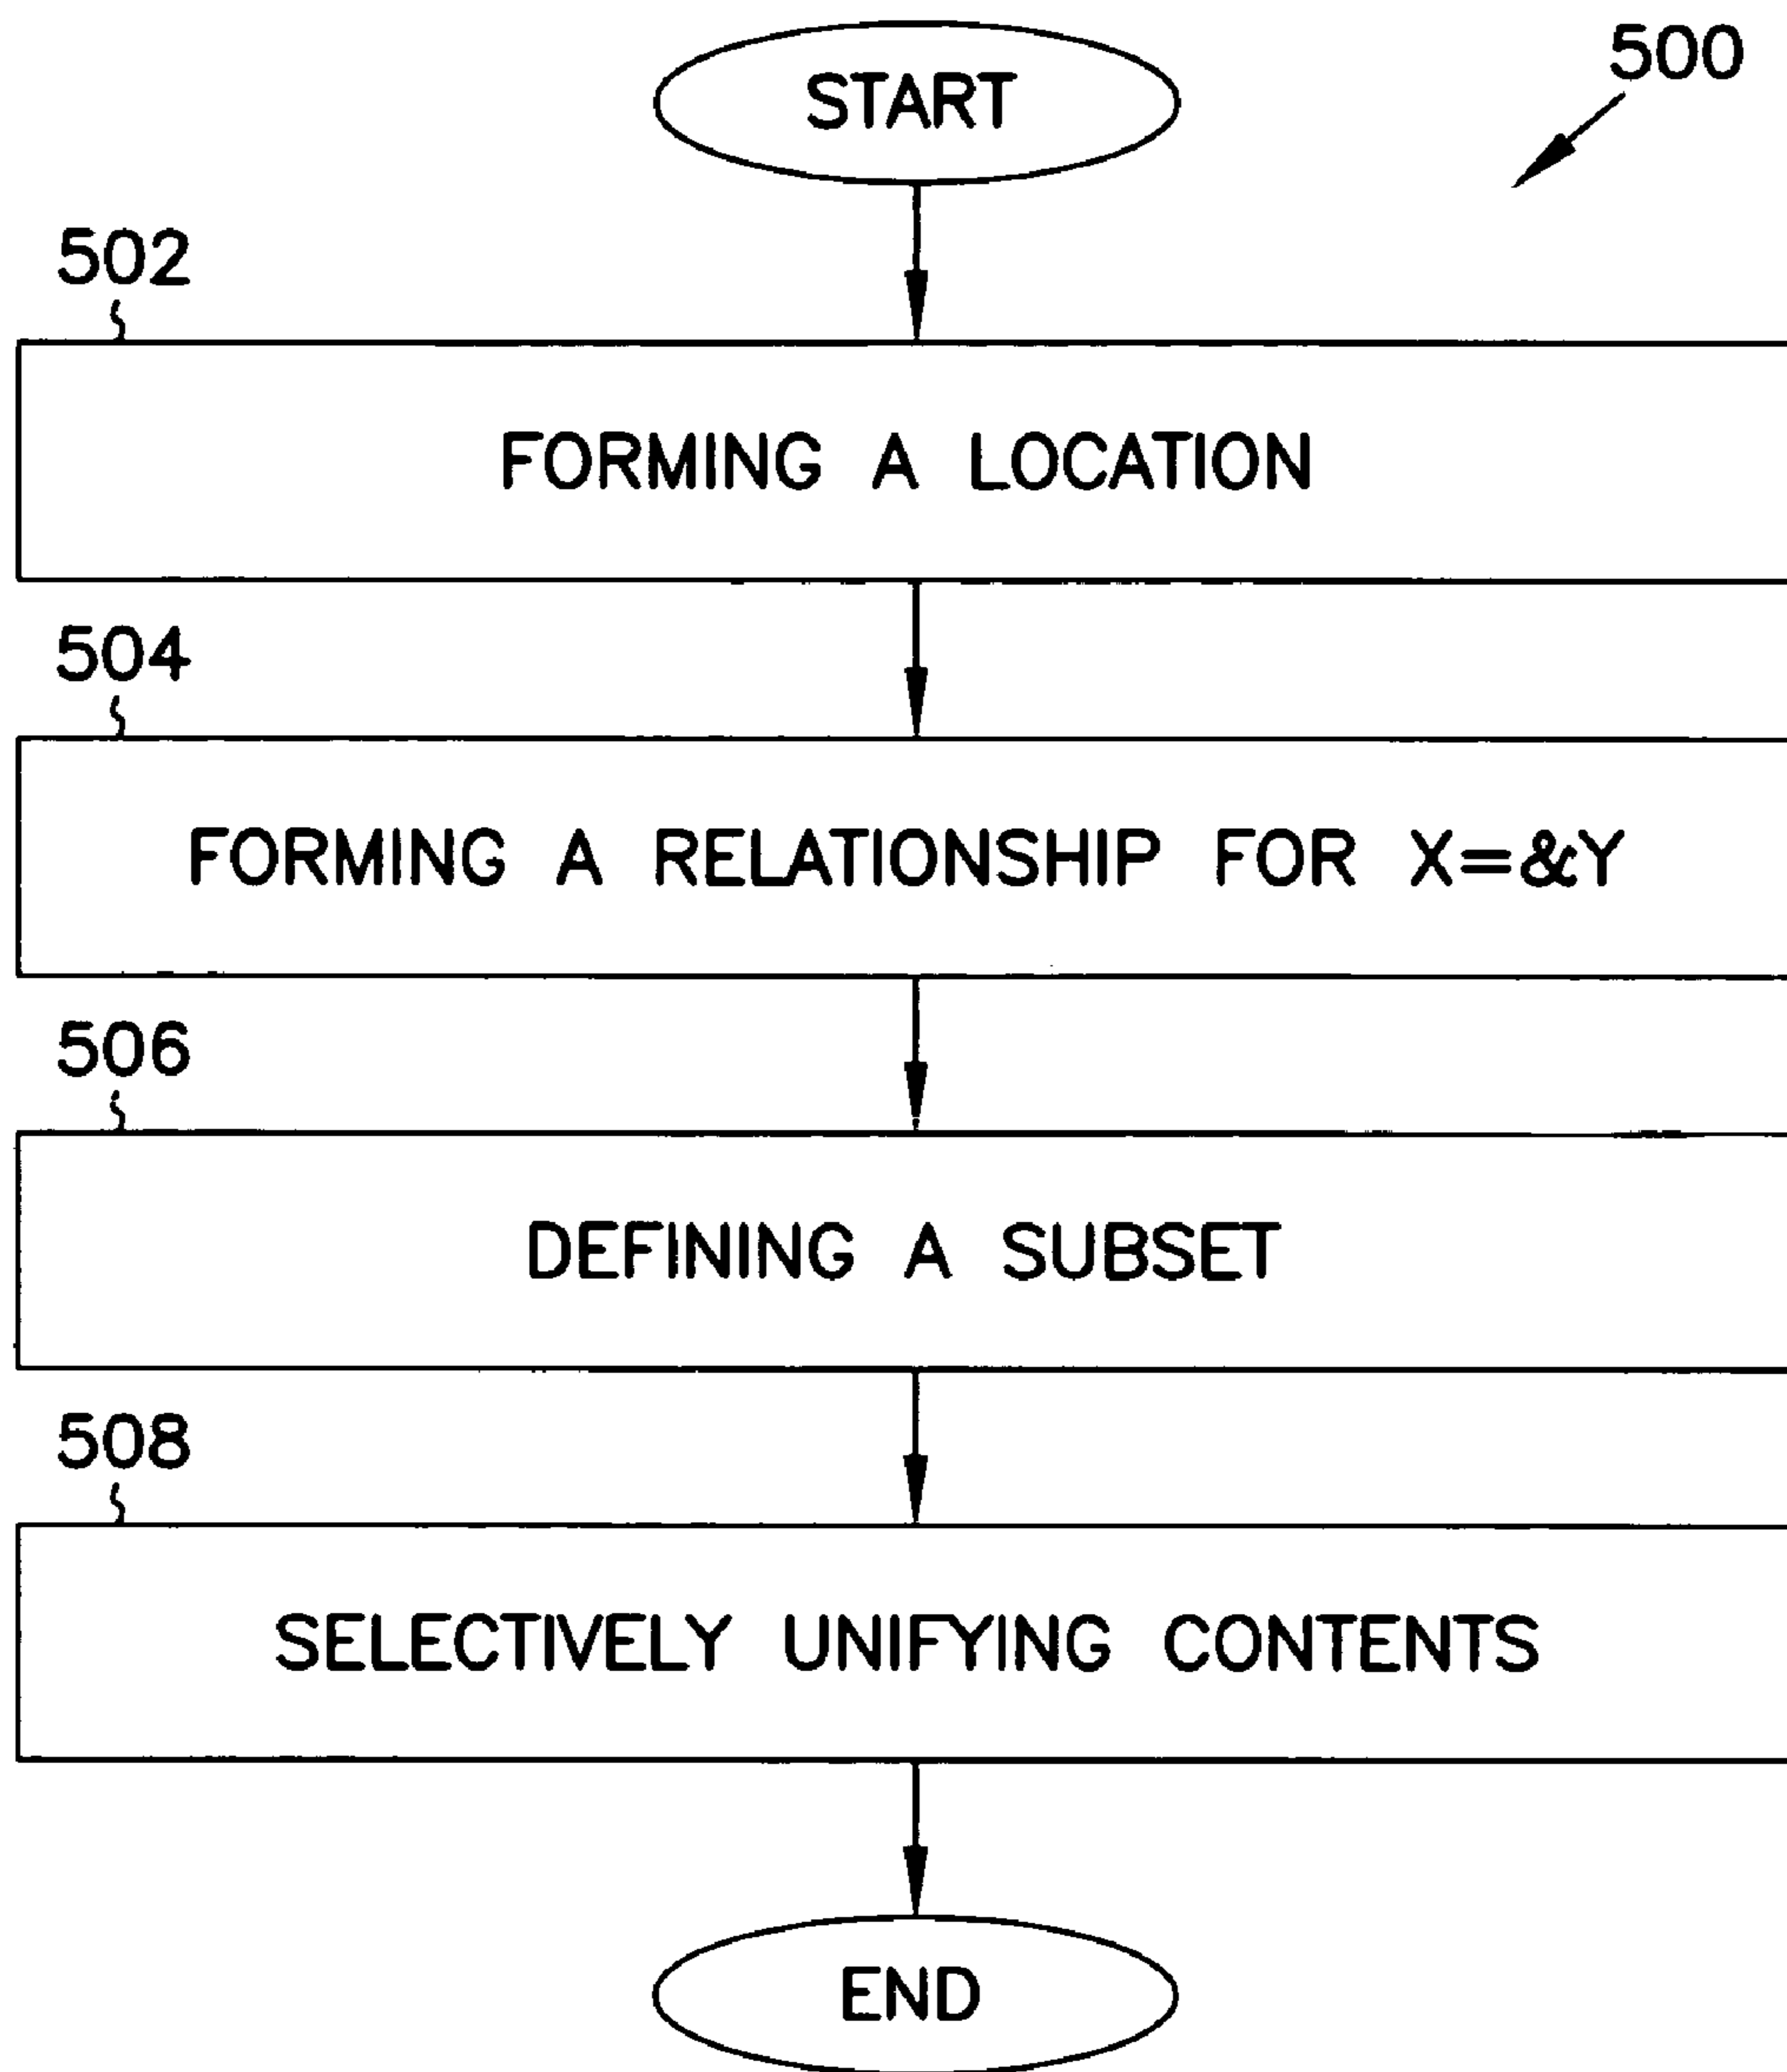 START
500
502
FORMING A LOCATION
504
FORMING A RELATIONSHIP FOR X=&Y
506
DEFINING A SUBSET
508
SELECTIVELY UNIFYING CONTENTS
END